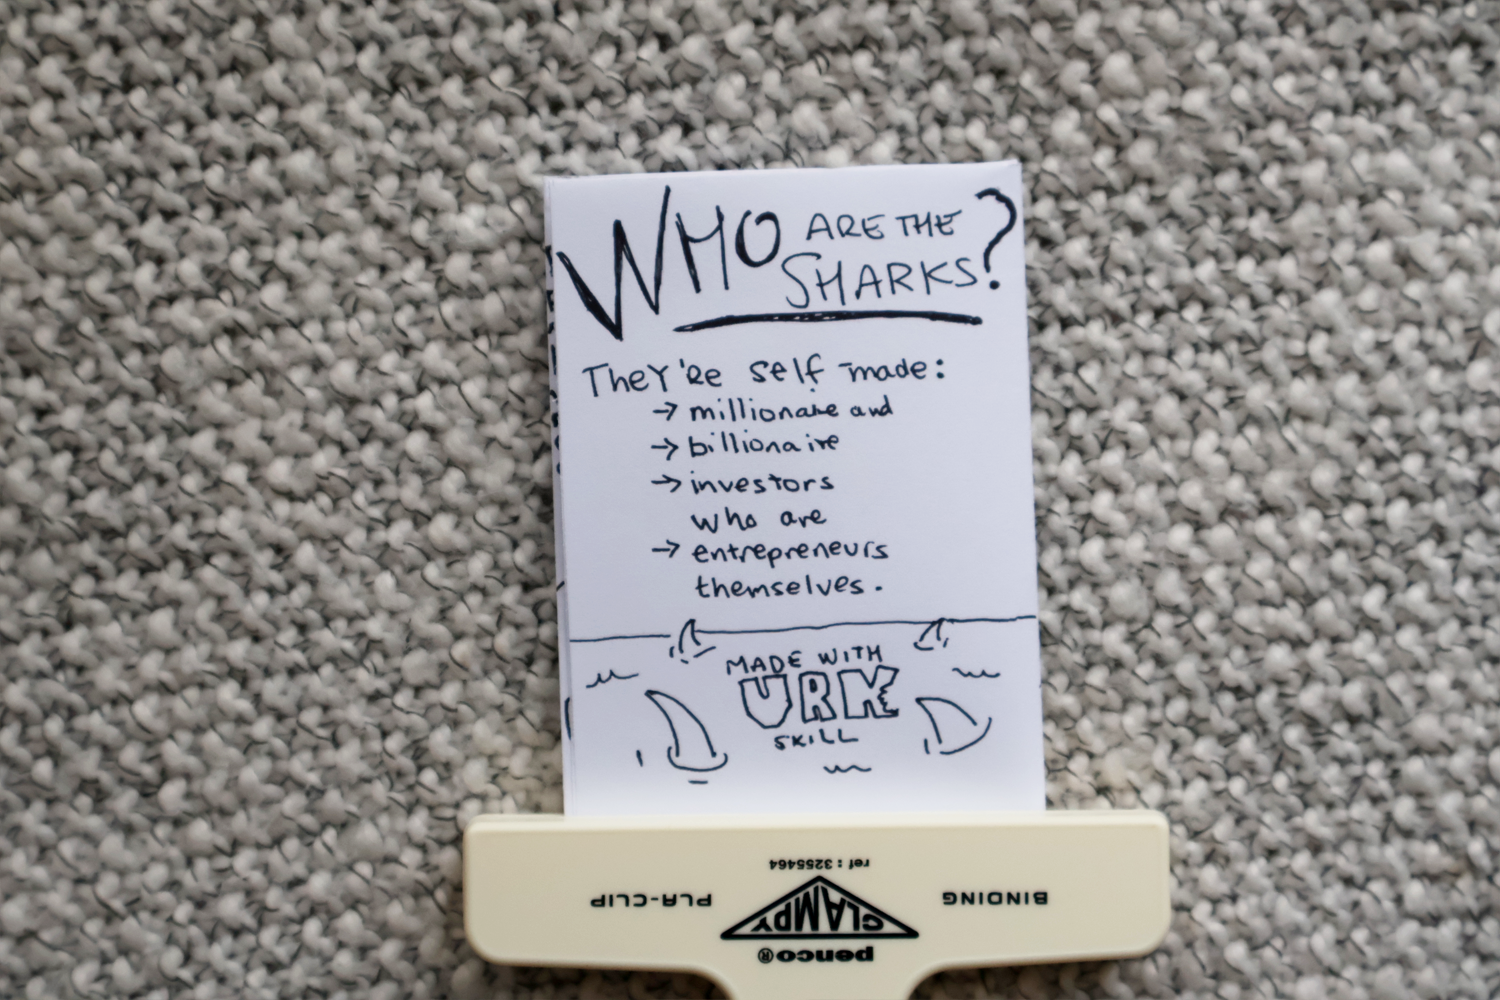 WHO ARE THE SHARKS?
They're self made:
→ millionaire and
→ billionaire
→ investors
who are
→ entrepreneurs
themselves.
MADE WITH
URK
SKILL
ref : 3255464
PLA-CLIP
CLAMPY
BINDING
penco®